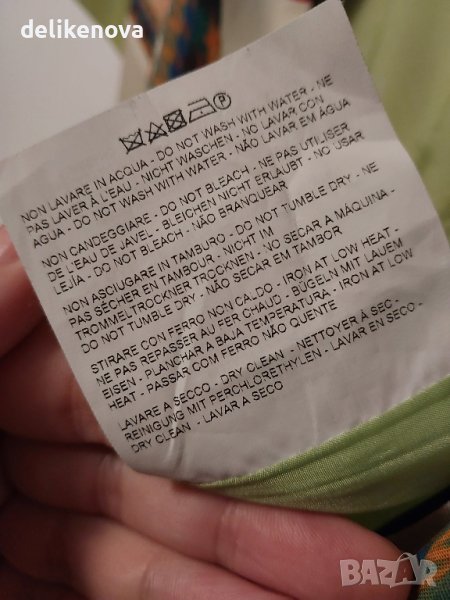 delikenova
P
NON LAVARE IN ACQUA - DO NOT WASH WITH WATER - NE
PAS LAVER À L'EAU - NICHT WASCHEN - NO LAVAR CON
AGUA - DO NOT WASH WITH WATER - NÃO LAVAR EM ÁGUA
NON CANDEGGIARE - DO NOT BLEACH - NE PAS UTILISER
DE L'EAU DE JAVEL - BLEICHEN NICHT ERLAUBT - NO USAR
LEJÍA - DO NOT BLEACH - NÃO BRANQUEAR
NON ASCIUGARE IN TAMBURO - DO NOT TUMBLE DRY - NE
PAS SÉCHER EN TAMBOUR - NICHT IM
TROMMELTROCKNER TROCKNEN - NO SECAR A MÁQUINA -
DO NOT TUMBLE DRY - NÃO SECAR EM TAMBOR
STIRARE CON FERRO NON CALDO - IRON AT LOW HEAT -
NE PAS REPASSER AU FER CHAUD - BÜGELN MIT LAUEM
EISEN - PLANCHAR A BAJA TEMPERATURA - IRON AT LOW
HEAT - PASSAR COM FERRO NÃO QUENTE
LAVARE A SECCO - DRY CLEAN - NETTOYER À SEC -
REINIGUNG MIT PERCHLORETHYLEN - LAVAR EN SECO -
DRY CLEAN - LAVAR A SECO
BAZAR